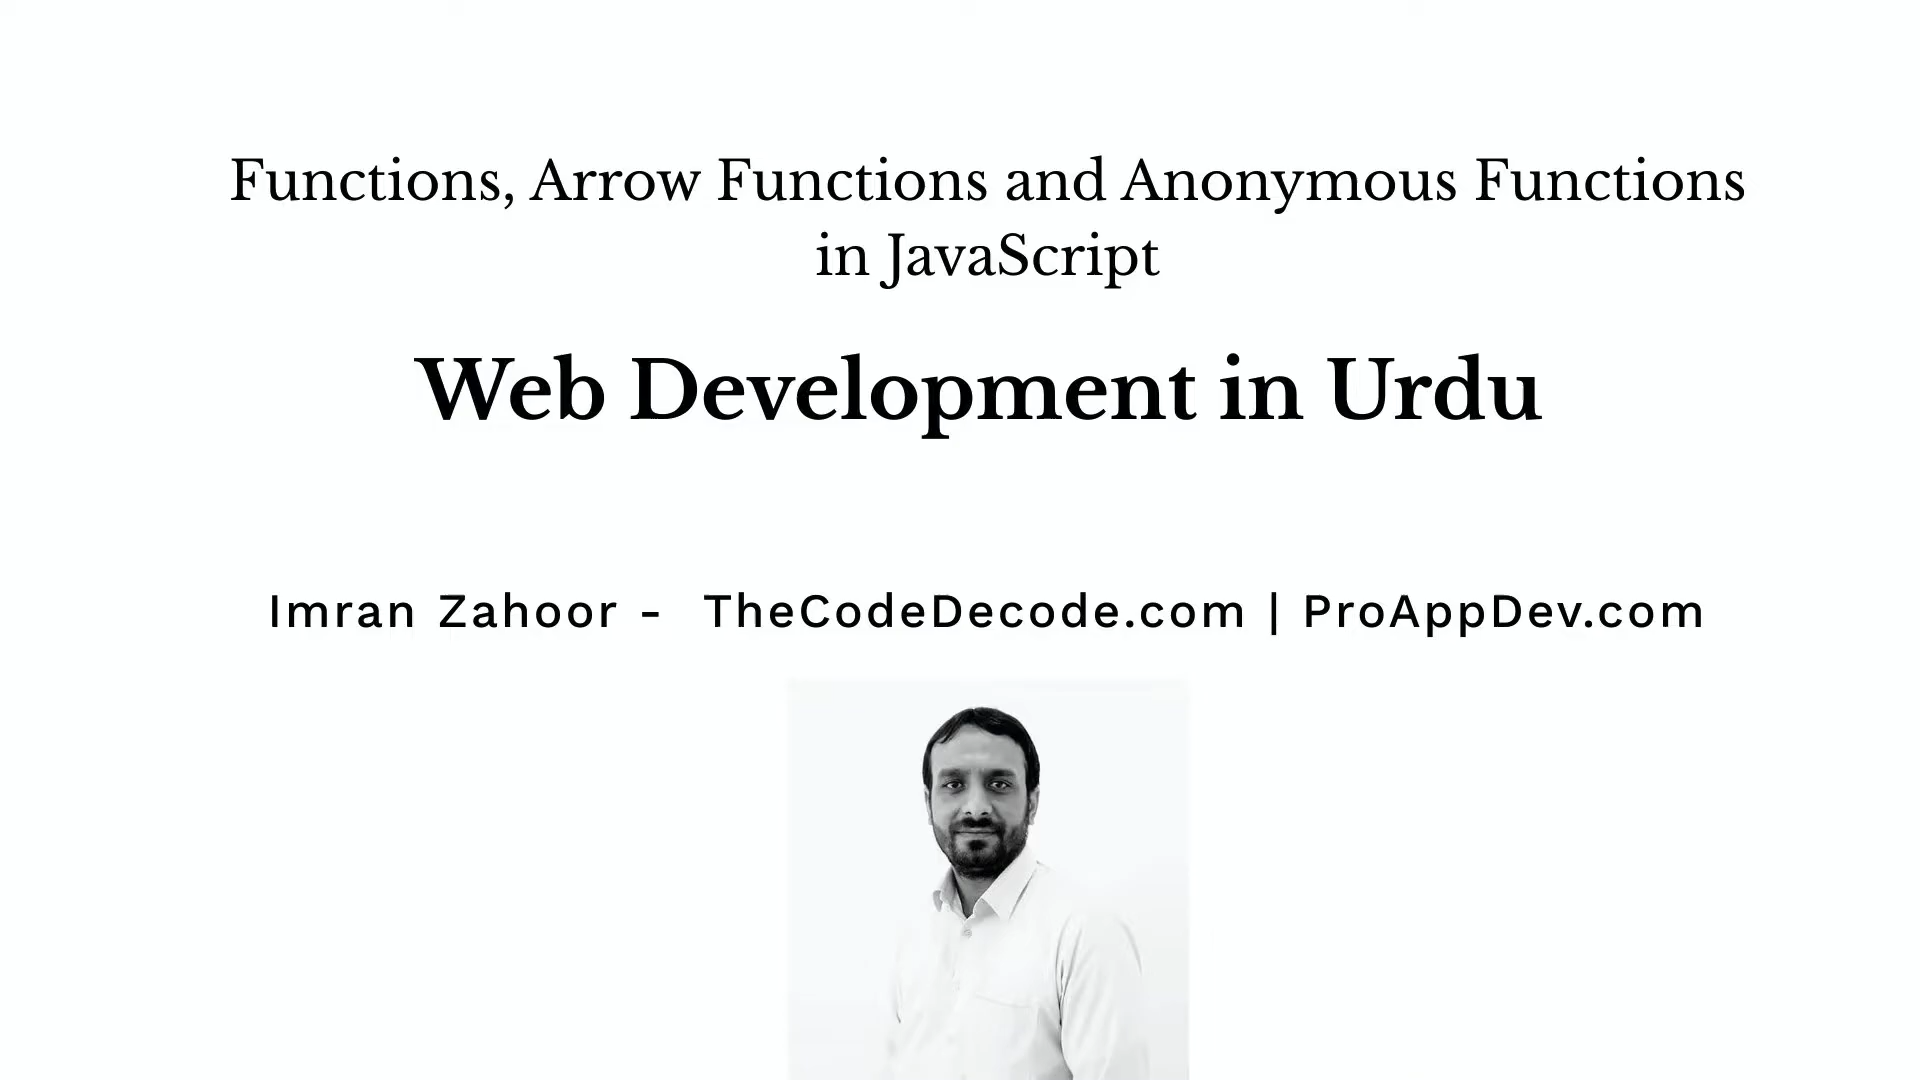 Functions, Arrow Functions and Anonymous Functions
in JavaScript
Web Development in Urdu
Imran Zahoor - TheCodeDecode.com | ProAppDev.com